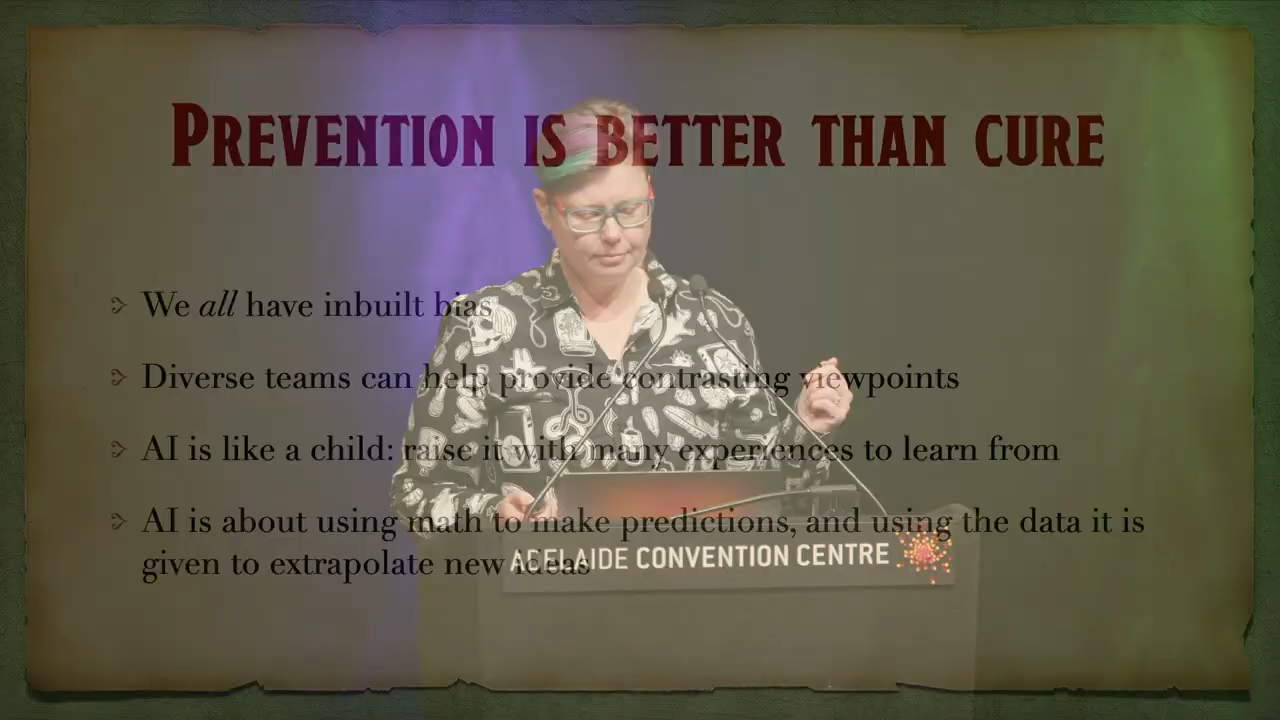 PREVENTION IS BETTER THAN CURE
We all have inbuilt bias
Diverse teams can help provide contrasting viewpoints
AI is like a child: raise it with many experiences to learn from
AI is about using math to make predictions, and using the data it is
given to extrapolate new ideas
ADELAIDE CONVENTION CENTRE